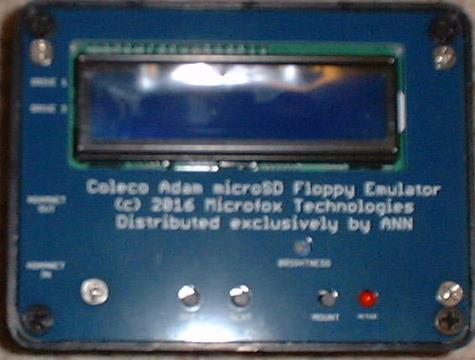 DRIVE 1
DRIVE 2
Coleco Adam microSD Floppy Emulator
(c) 2016 Microfox Technologies
Distributed exclusively by ANN
ADAMNET
OUT
BRIGHTNESS
ADAMNET
IN
NEXT
MOUNT